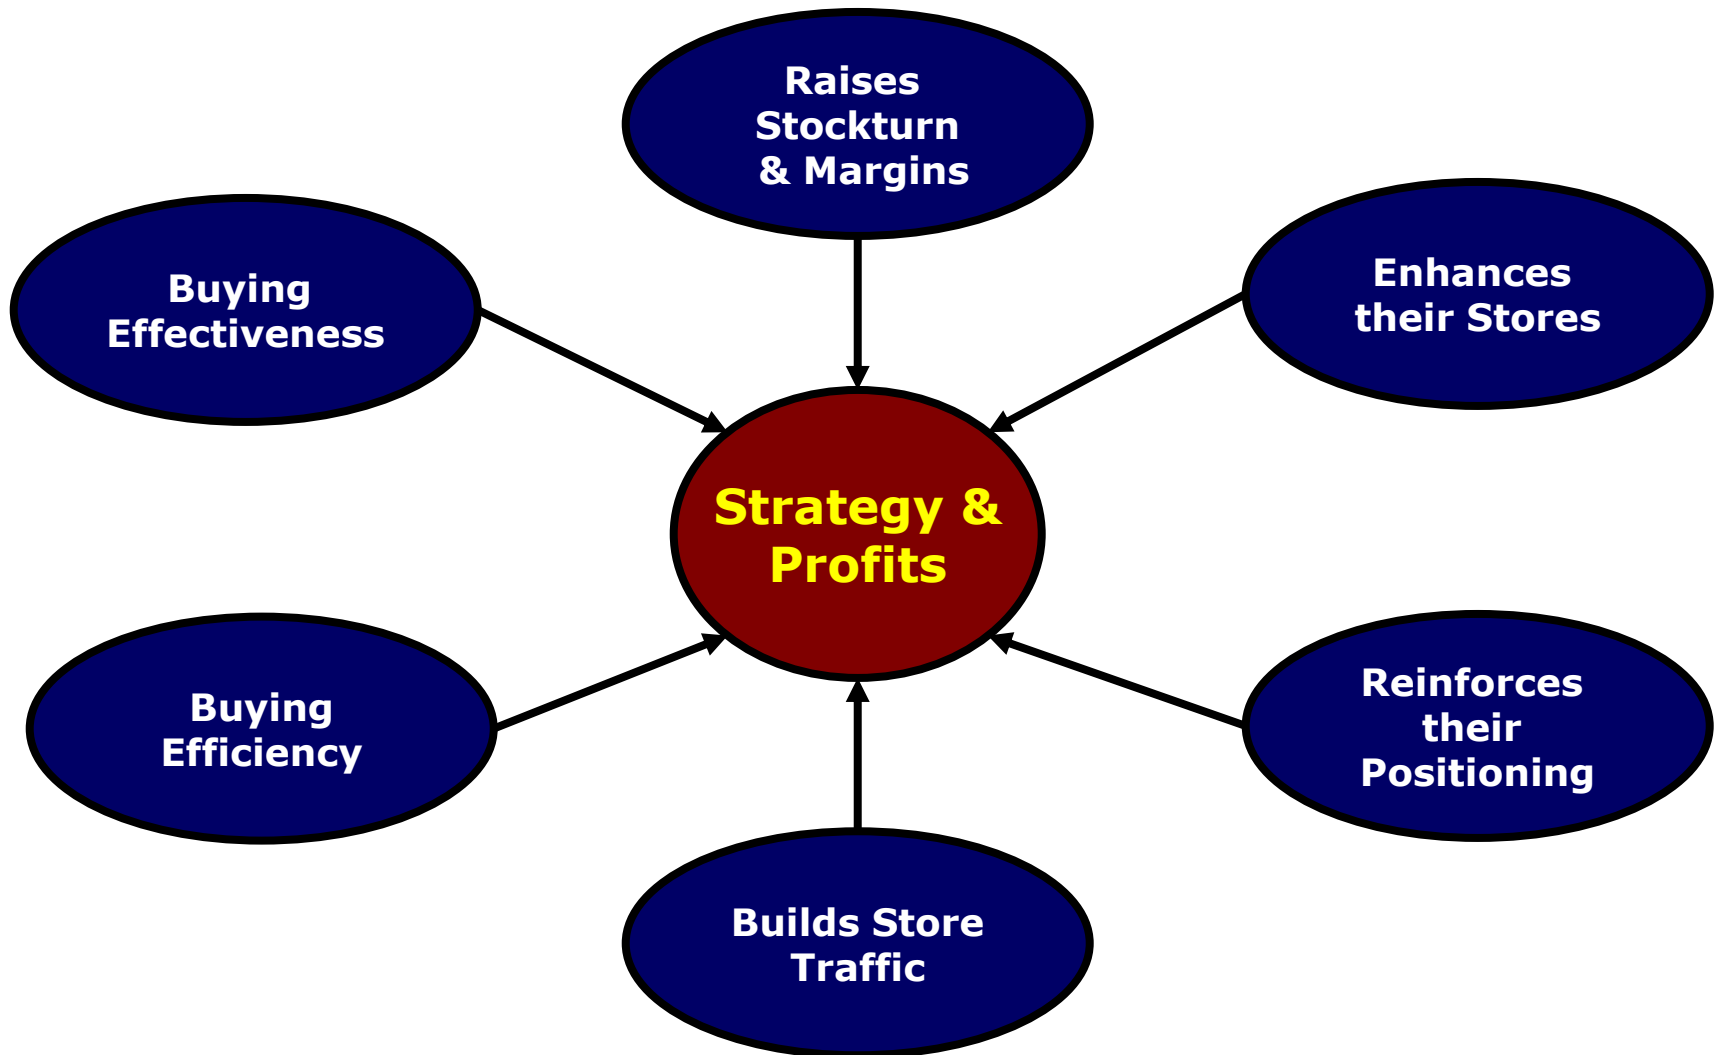 Raises
Stockturn
& Margins
Buying
Effectiveness
Enhances
their Stores
Strategy &
Profits
Buying
Efficiency
Reinforces
their
Positioning
Builds Store
Traffic